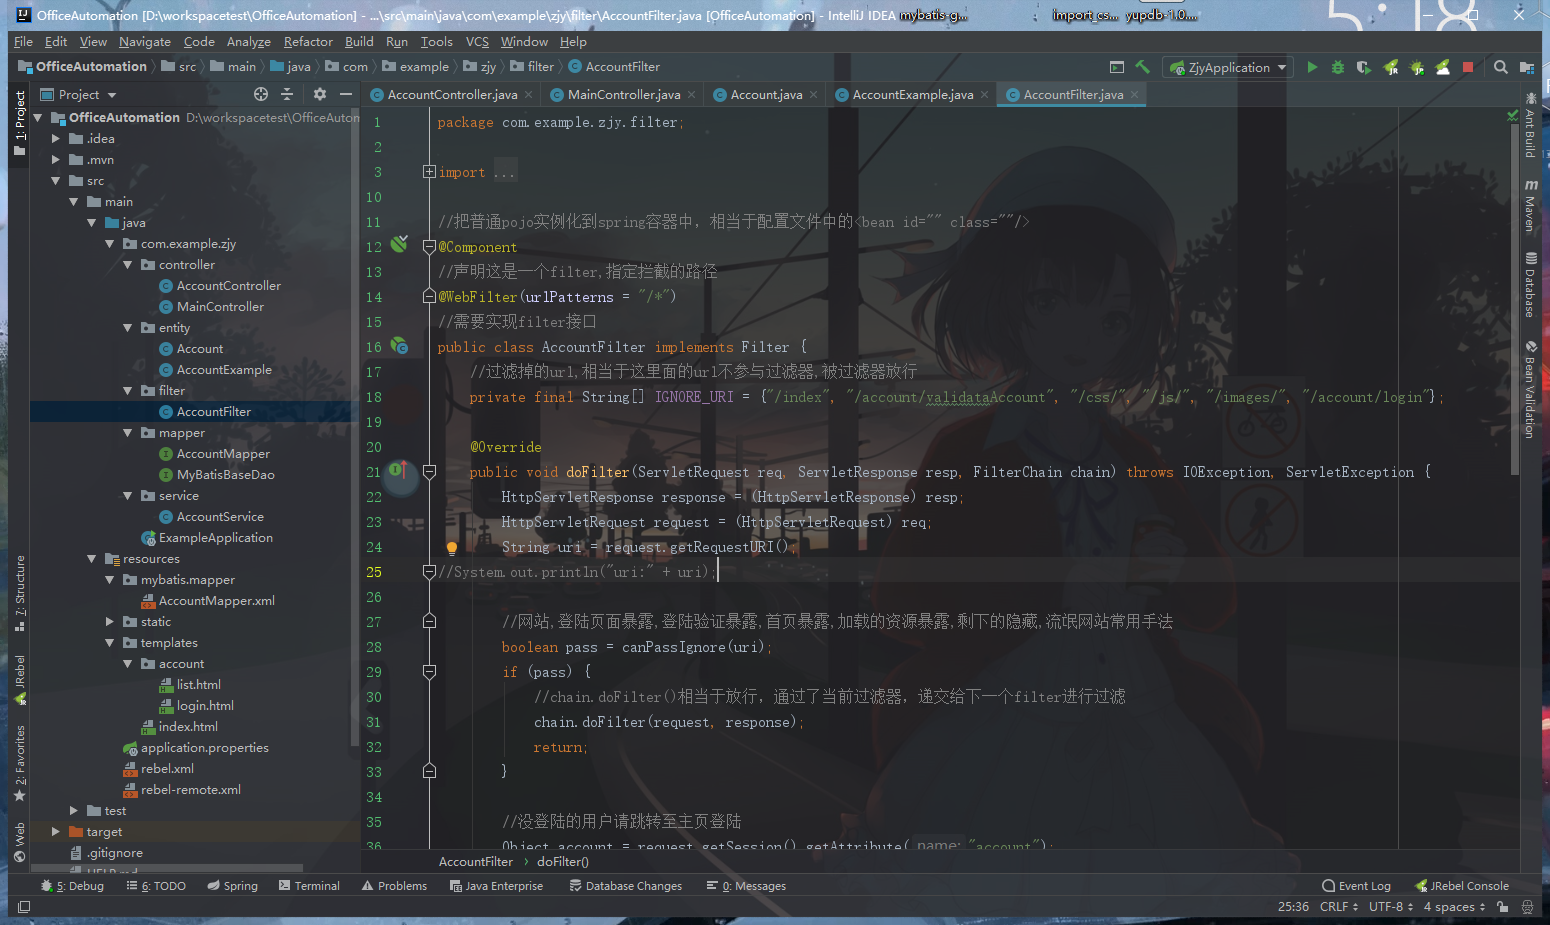 OfficeAutomation [D:\workspacetest\OfficeAutomation] - ...\src\main\java\com\example\zjy\filter\AccountFilter.java [OfficeAutomation] - IntelliJ IDEA
mybatis-g... import_cs... yupdb-1.0....
File Edit View Navigate Code Analyze Refactor Build Run Tools VCS Window Help
OfficeAutomation src main java com example zjy filter AccountFilter
ZjyApplication
Project
AccountController.java MainController.java Account.java AccountExample.java AccountFilter.java
1: Project
7: Structure
JRebel
2: Favorites
Web
OfficeAutomation D:\workspacetest\OfficeAutom
.idea
.mvn
src
main
java
com.example.zjy
controller
AccountController
MainController
entity
Account
AccountExample
filter
AccountFilter
mapper
AccountMapper
MyBatisBaseDao
service
AccountService
ExampleApplication
resources
mybatis.mapper
AccountMapper.xml
static
templates
account
list.html
login.html
index.html
application.properties
rebel.xml
rebel-remote.xml
test
target
.gitignore
HELP.md
1 package com.example.zjy.filter;
2
3 import ...
10
11 //把普通pojo实例化到spring容器中，相当于配置文件中的<bean id="" class=""/>
12 @Component
13 //声明这是一个filter,指定拦截的路径
14 @WebFilter(urlPatterns = "/*")
15 //需要实现filter接口
16 public class AccountFilter implements Filter {
17 //过滤掉的url,相当于这里面的url不参与过滤器,被过滤器放行
18 private final String[] IGNORE_URI = {"/index", "/account/validataAccount", "/css/", "/js/", "/images/", "/account/login"};
19
20 @Override
21 public void doFilter(ServletRequest req, ServletResponse resp, FilterChain chain) throws IOException, ServletException {
22 HttpServletResponse response = (HttpServletResponse) resp;
23 HttpServletRequest request = (HttpServletRequest) req;
24 String uri = request.getRequestURI();
25 //System.out.println("uri:" + uri);
26
27 //网站,登陆页面暴露,登陆验证暴露,首页暴露,加载的资源暴露,剩下的隐藏,流氓网站常用手法
28 boolean pass = canPassIgnore(uri);
29 if (pass) {
30 //chain.doFilter()相当于放行，通过了当前过滤器，递交给下一个filter进行过滤
31 chain.doFilter(request, response);
32 return;
33 }
34
35 //没登陆的用户请跳转至主页登陆
36 Object account = request.getSession().getAttribute( name: "account");
AccountFilter › doFilter()
Ant Build
Maven
Database
Bean Validation
5: Debug 6: TODO Spring Terminal Problems Java Enterprise Database Changes 0: Messages Event Log JRebel Console
25:36 CRLF UTF-8 4 spaces